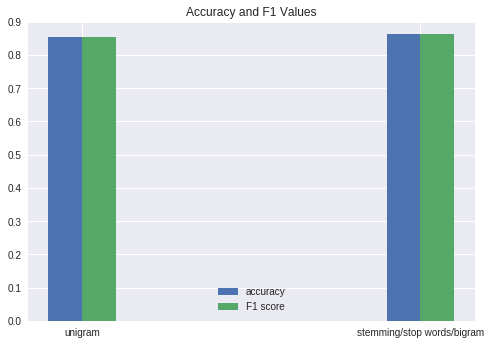 Accuracy and F1 Values
0.9
0.8
0.7
0.6
0.5
0.4
0.3
0.2
0.1
0.0
accuracy
F1 score
unigram
stemming/stop words/bigram